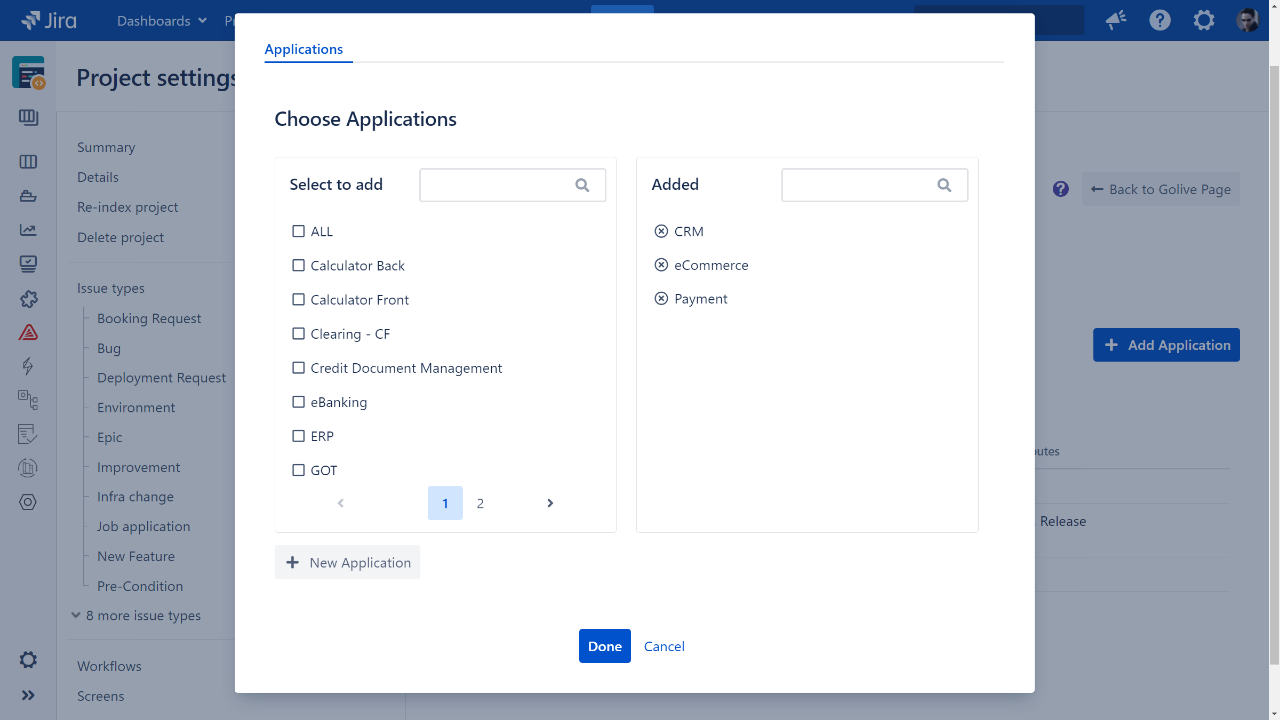 Jira
Dashboards
Project settings
Summary
Details
Re-index project
Delete project
Issue types
Booking Request
Bug
Deployment Request
Environment
Epic
Improvement
Infra change
Job application
New Feature
Pre-Condition
8 more issue types
Workflows
Screens
Applications
Choose Applications
Select to add
ALL
Calculator Back
Calculator Front
Clearing - CF
Credit Document Management
eBanking
ERP
GOT
1 2
+ New Application
Added
CRM
eCommerce
Payment
Done
Cancel
? ← Back to Golive Page
+ Add Application
Release